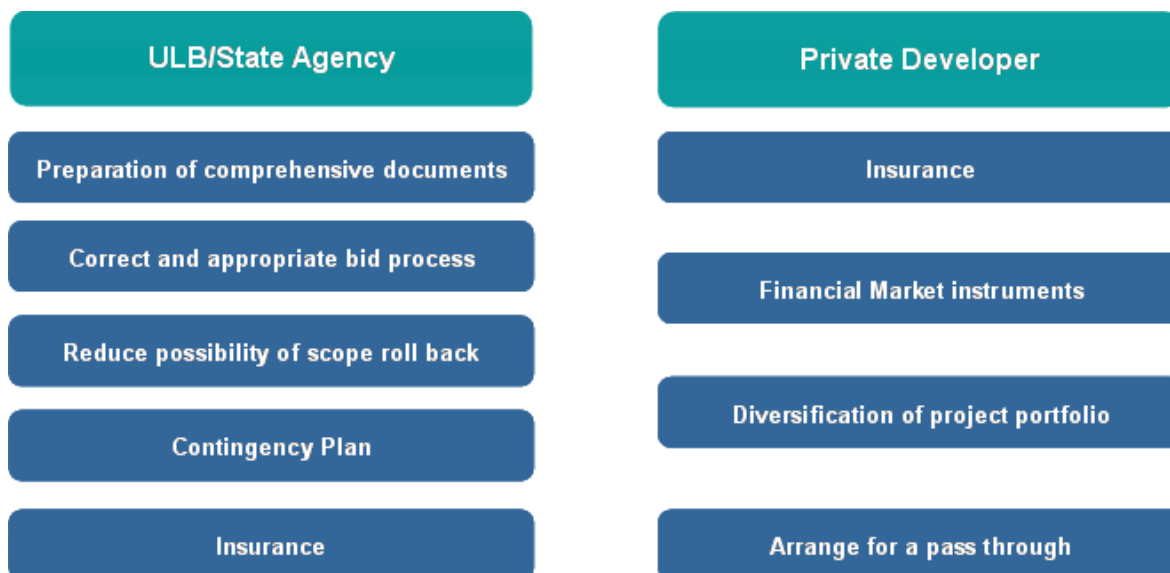 ULB/State Agency
Preparation of comprehensive documents
Correct and appropriate bid process
Reduce possibility of scope roll back
Contingency Plan
Insurance
Private Developer
Insurance
Financial Market instruments
Diversification of project portfolio
Arrange for a pass through